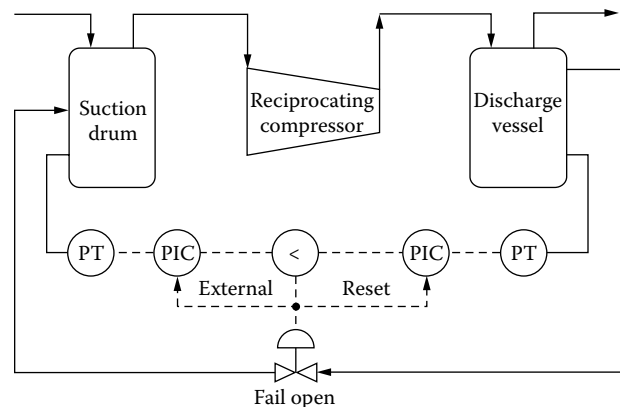 Suction
drum
Reciprocating
compressor
Discharge
vessel
PT
PIC
<
PIC
PT
External
Reset
Fail open